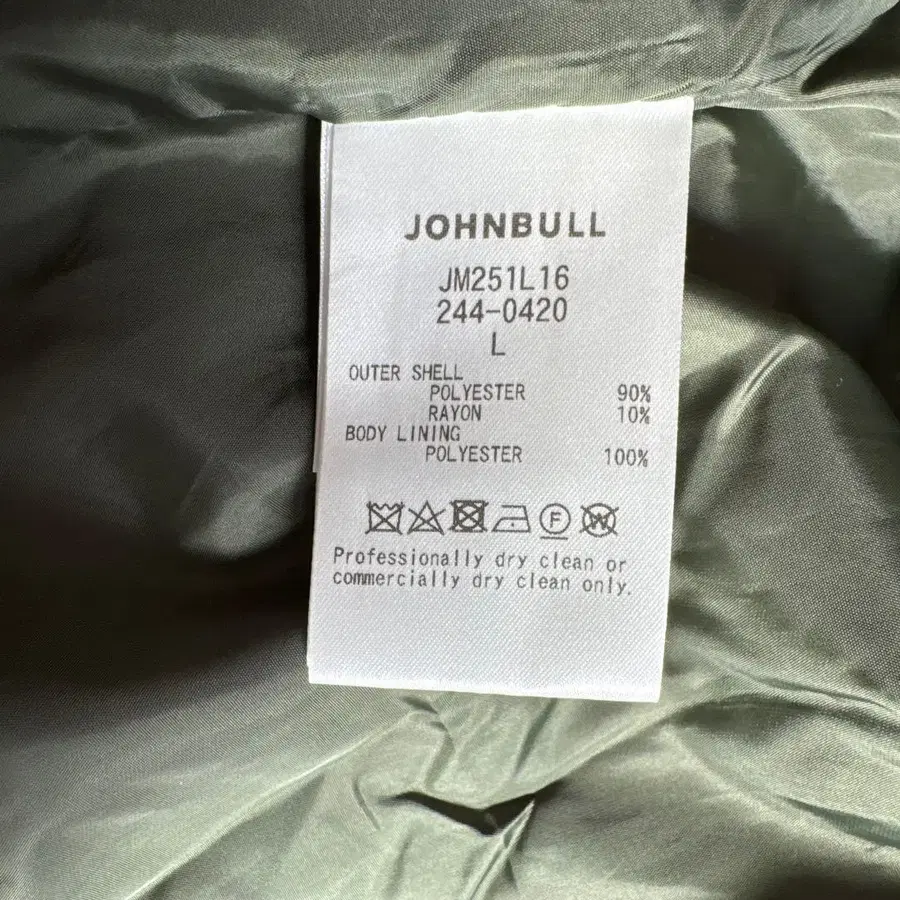 JOHNBULL
JM251L16
244-0420
L
OUTER SHELL
POLYESTER 90%
RAYON 10%
BODY LINING
POLYESTER 100%
F W
Professionally dry clean or
commercially dry clean only.